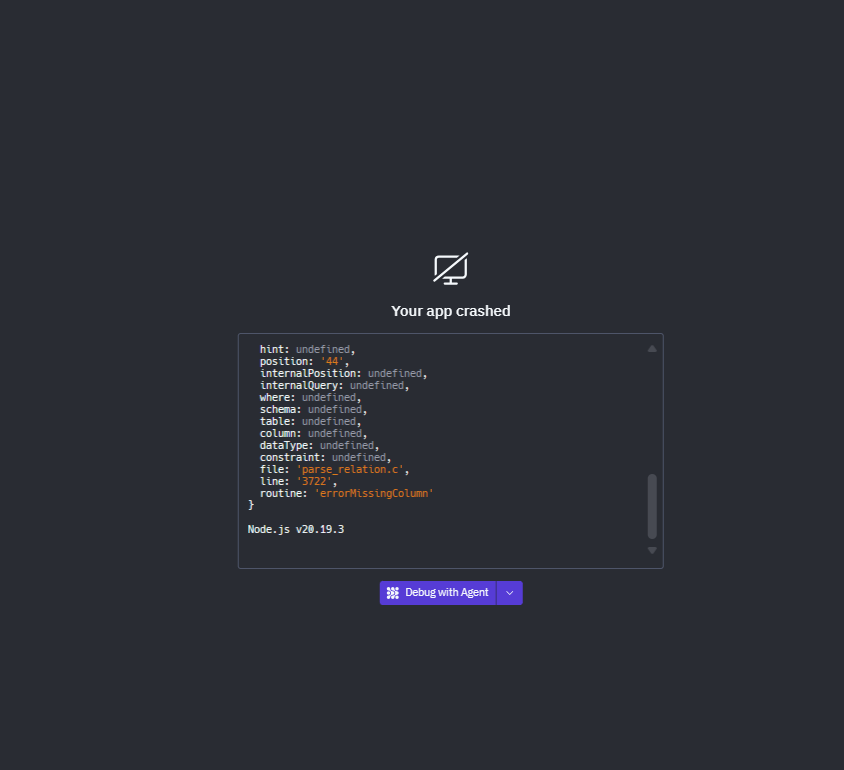 Your app crashed
hint: undefined,
position: '44',
internalPosition: undefined,
internalQuery: undefined,
where: undefined,
schema: undefined,
table: undefined,
column: undefined,
dataType: undefined,
constraint: undefined,
file: 'parse_relation.c',
line: '3722',
routine: 'errorMissingColumn'
}
Node.js v20.19.3
Debug with Agent